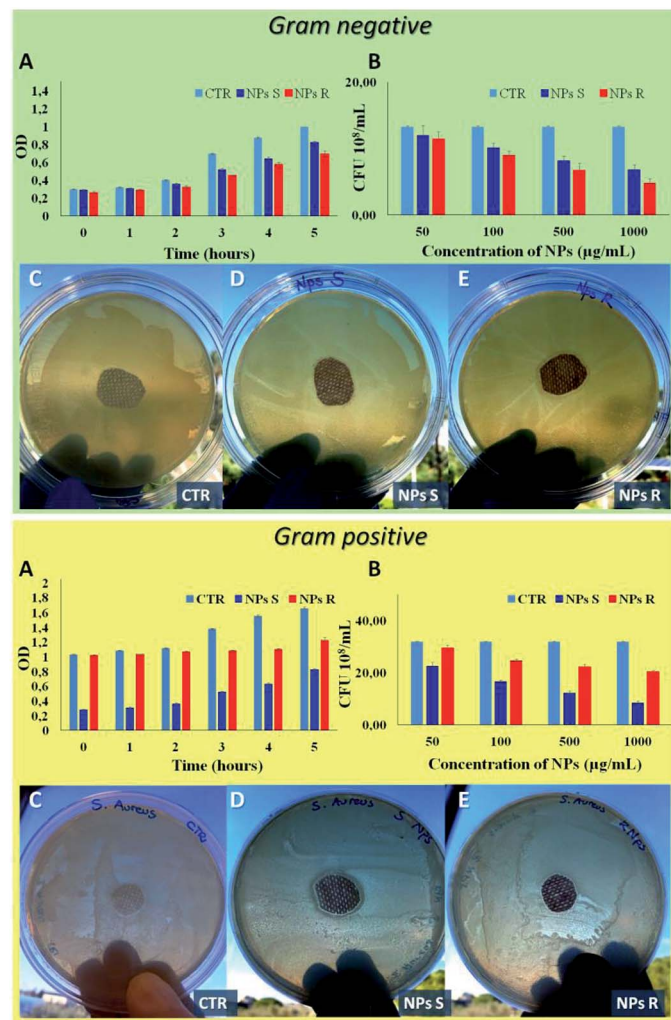 Gram negative
A
CTR NPs S NPs R
1,4
1,2
1
0,8
0,6
0,4
0,2
0
OD
0 1 2 3 4 5
Time (hours)
B
20,00
CTR NPs S NPs R
CFU 10⁸/mL
0,00
50 100 500 1000
Concentration of NPs (µg/mL)
C
CTR
D
Nps S
NPs S
E
Nps R
NPs R
Gram positive
A
2
1,8
1,6
1,4
1,2
1
0,8
0,6
0,4
0,2
0
CTR NPs S NPs R
OD
0 1 2 3 4 5
Time (hours)
B
CTR NPs S NPs R
40,00
20,00
0,00
CFU 10⁸/mL
50 100 500 1000
Concentration of NPs (µg/mL)
C
S. Aureus
CTR
CTR
D
S. Aureus
S NPs
NPs S
E
S. Aureus
NPs
NPs R